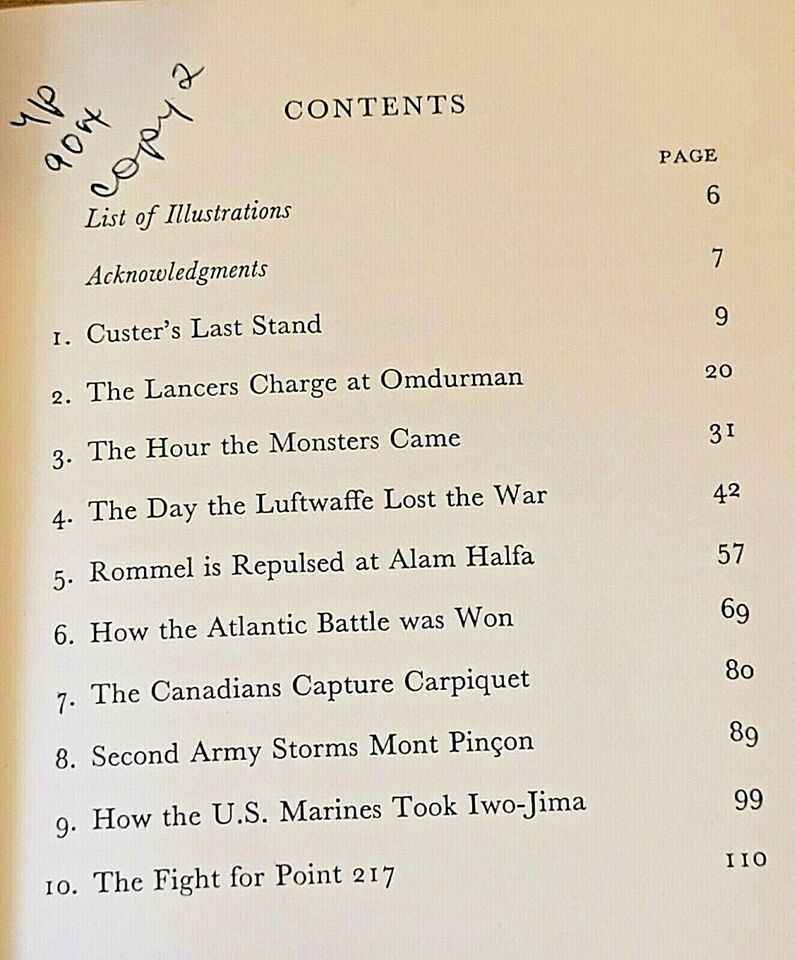 904
copy 2
CONTENTS
PAGE
List of Illustrations 6
Acknowledgments 7
1. Custer's Last Stand 9
2. The Lancers Charge at Omdurman 20
3. The Hour the Monsters Came 31
4. The Day the Luftwaffe Lost the War 42
5. Rommel is Repulsed at Alam Halfa 57
6. How the Atlantic Battle was Won 69
7. The Canadians Capture Carpiquet 80
8. Second Army Storms Mont Pinçon 89
9. How the U.S. Marines Took Iwo-Jima 99
10. The Fight for Point 217 110